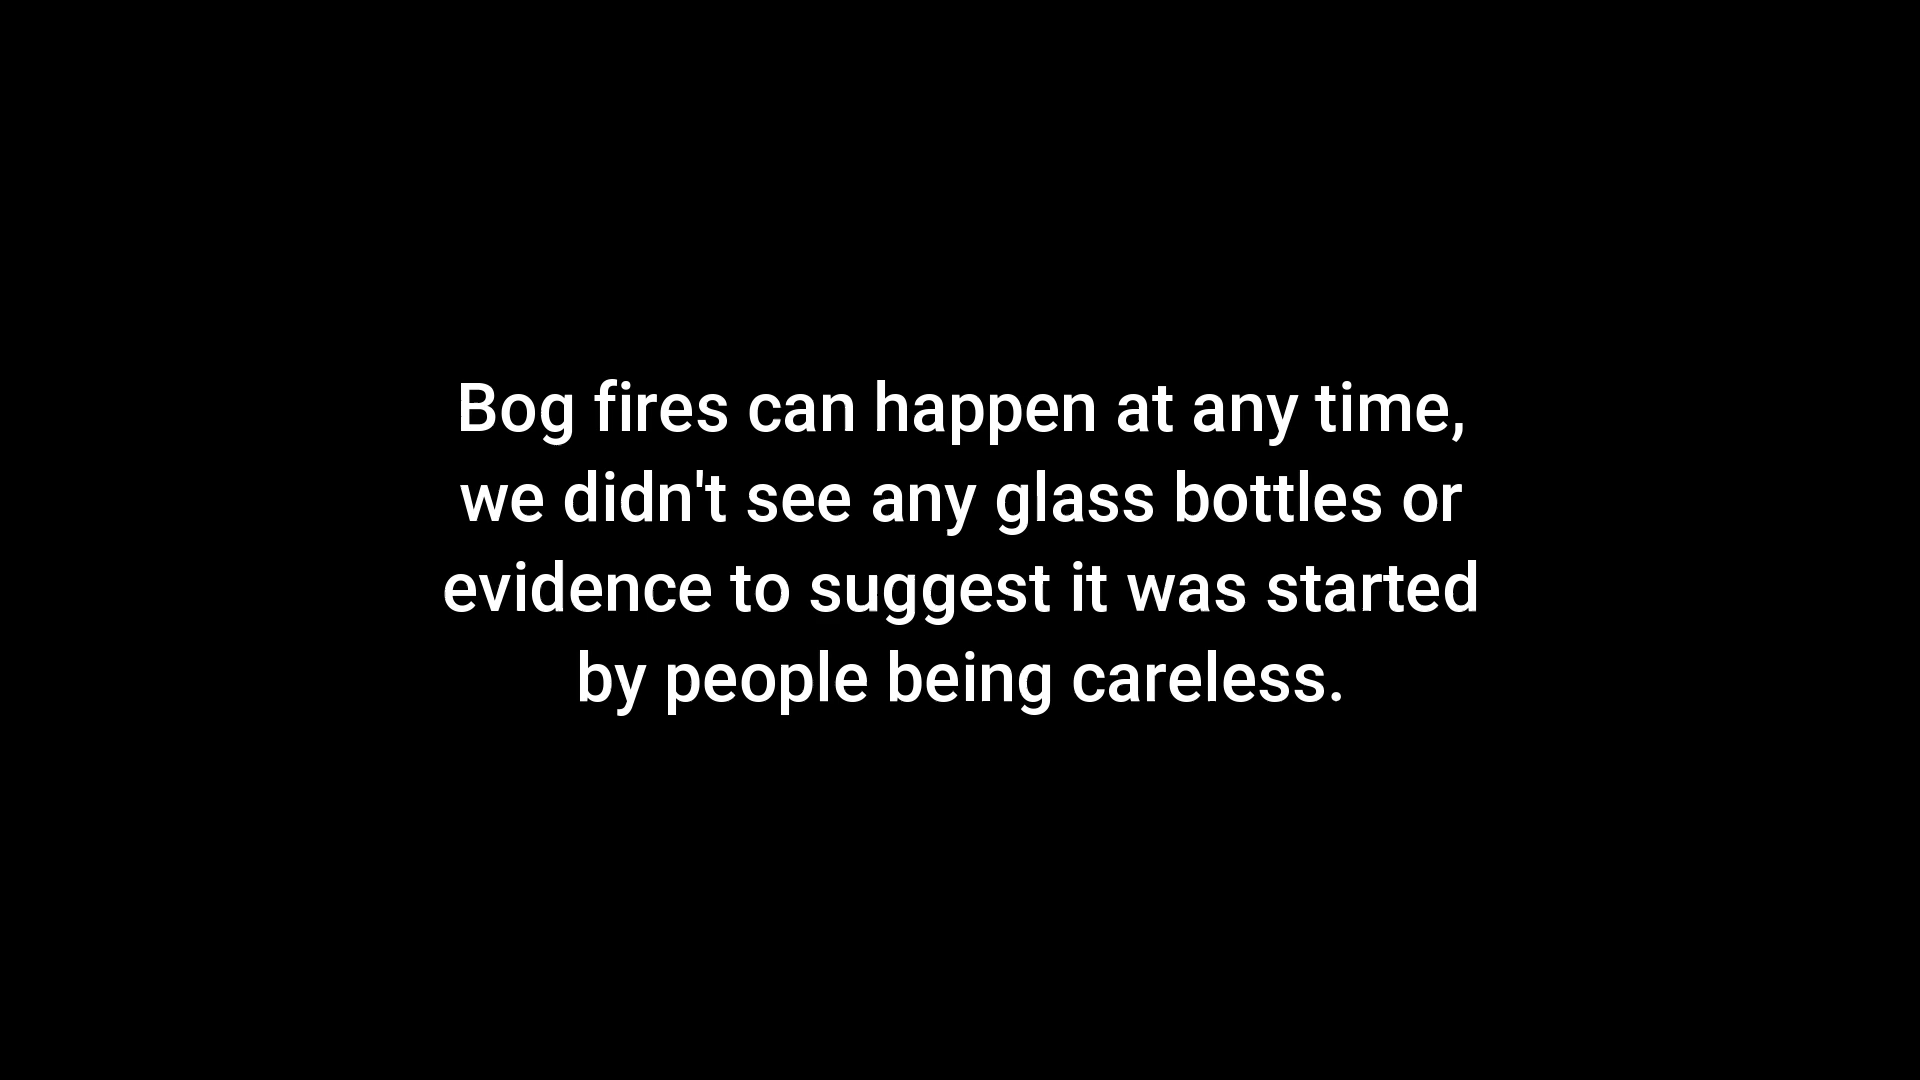 Bog fires can happen at any time,
we didn't see any glass bottles or
evidence to suggest it was started
by people being careless.